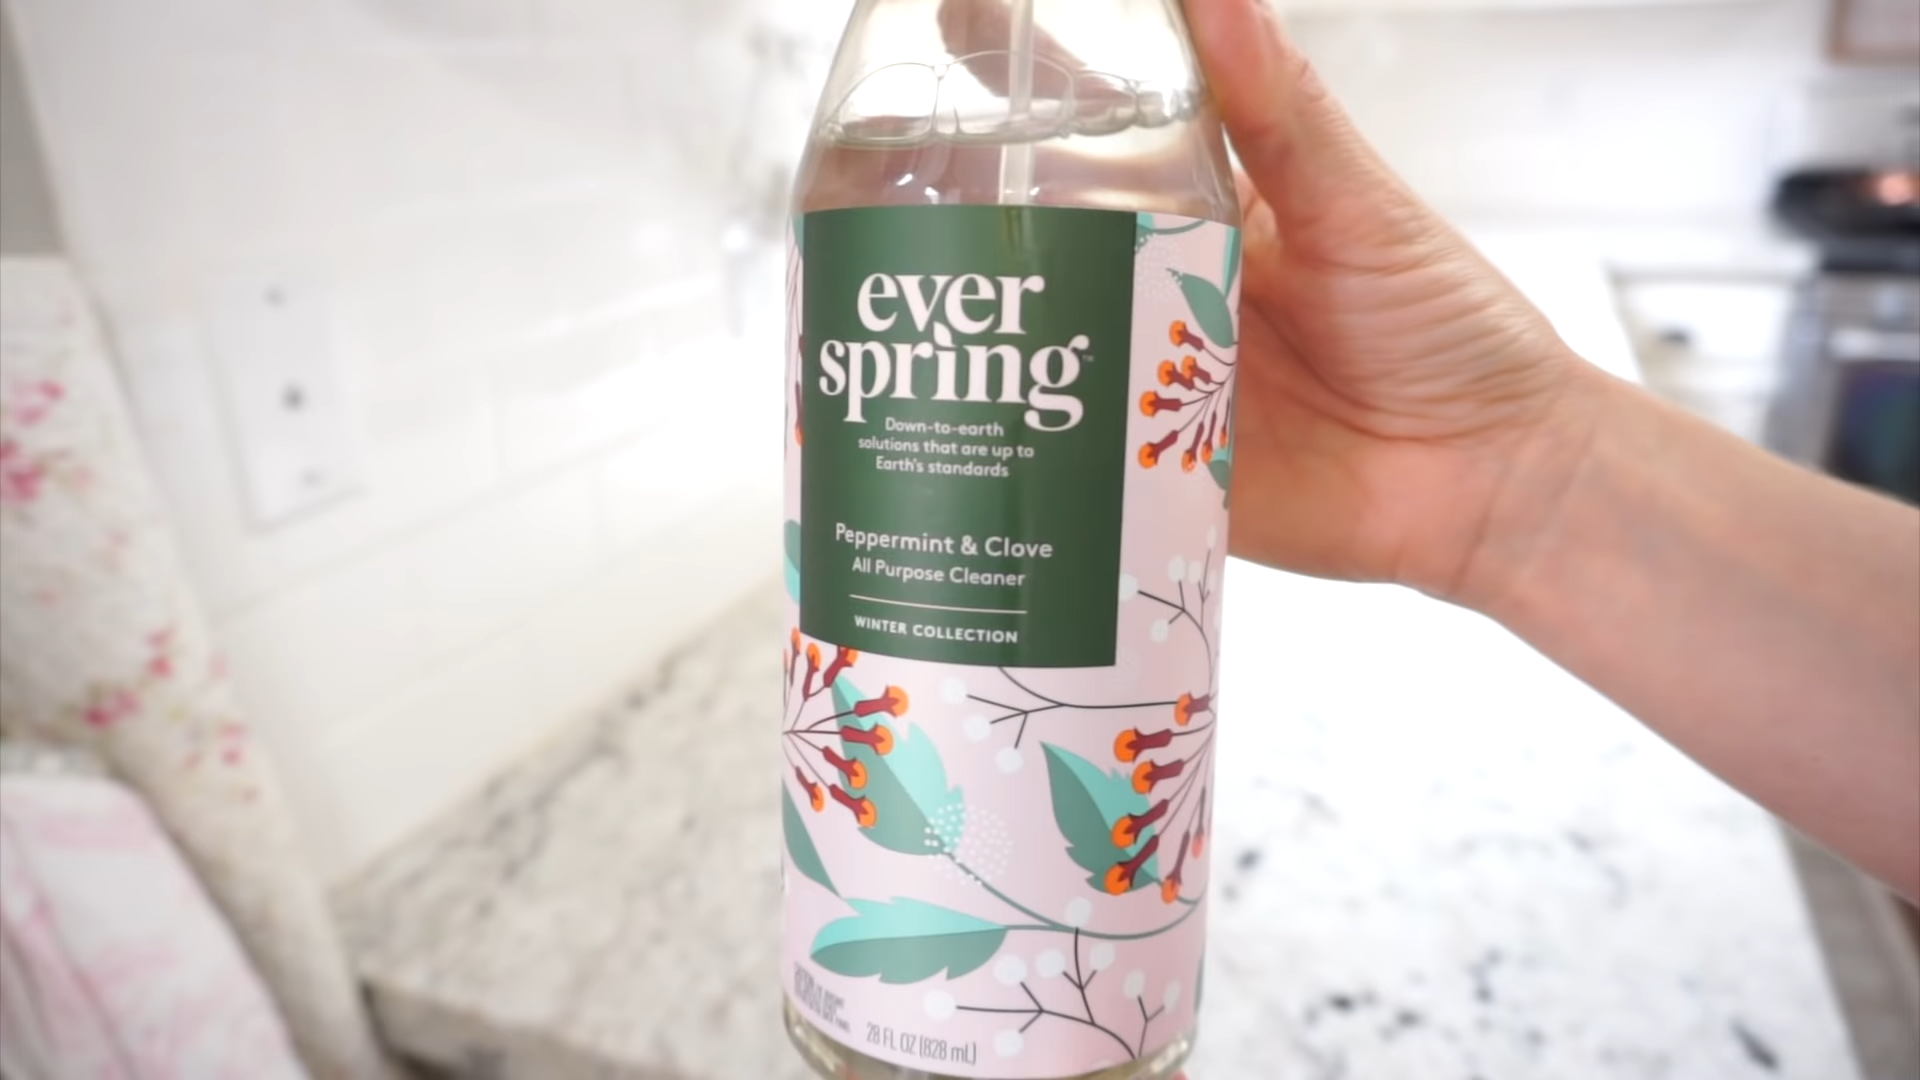 ever
spring™
Down-to-earth
solutions that are up to
Earth's standards
Peppermint & Clove
All Purpose Cleaner
WINTER COLLECTION
28 FL OZ (828 mL)